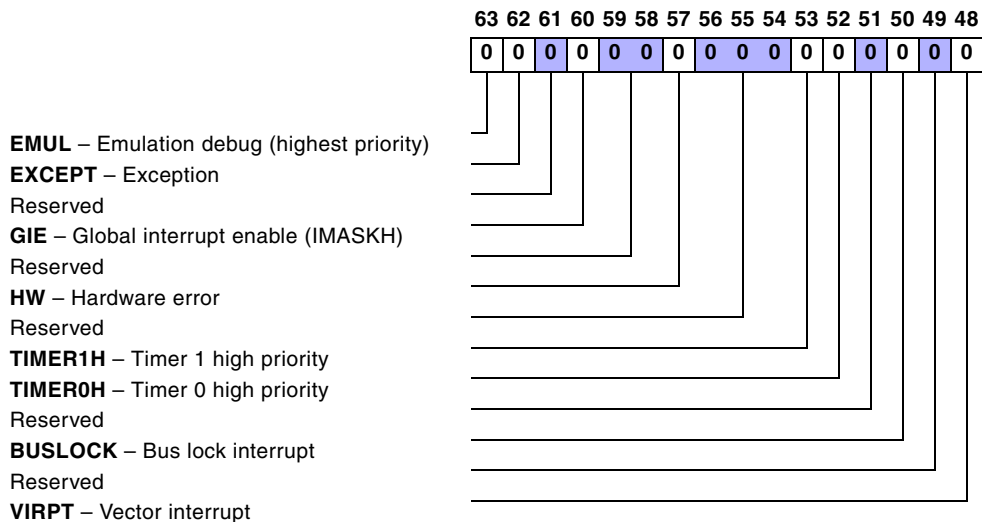 63 62 61 60 59 58 57 56 55 54 53 52 51 50 49 48
0 0 0 0 0 0 0 0 0 0 0 0 0 0 0 0
EMUL – Emulation debug (highest priority)
EXCEPT – Exception
Reserved
GIE – Global interrupt enable (IMASKH)
Reserved
HW – Hardware error
Reserved
TIMER1H – Timer 1 high priority
TIMER0H – Timer 0 high priority
Reserved
BUSLOCK – Bus lock interrupt
Reserved
VIRPT – Vector interrupt